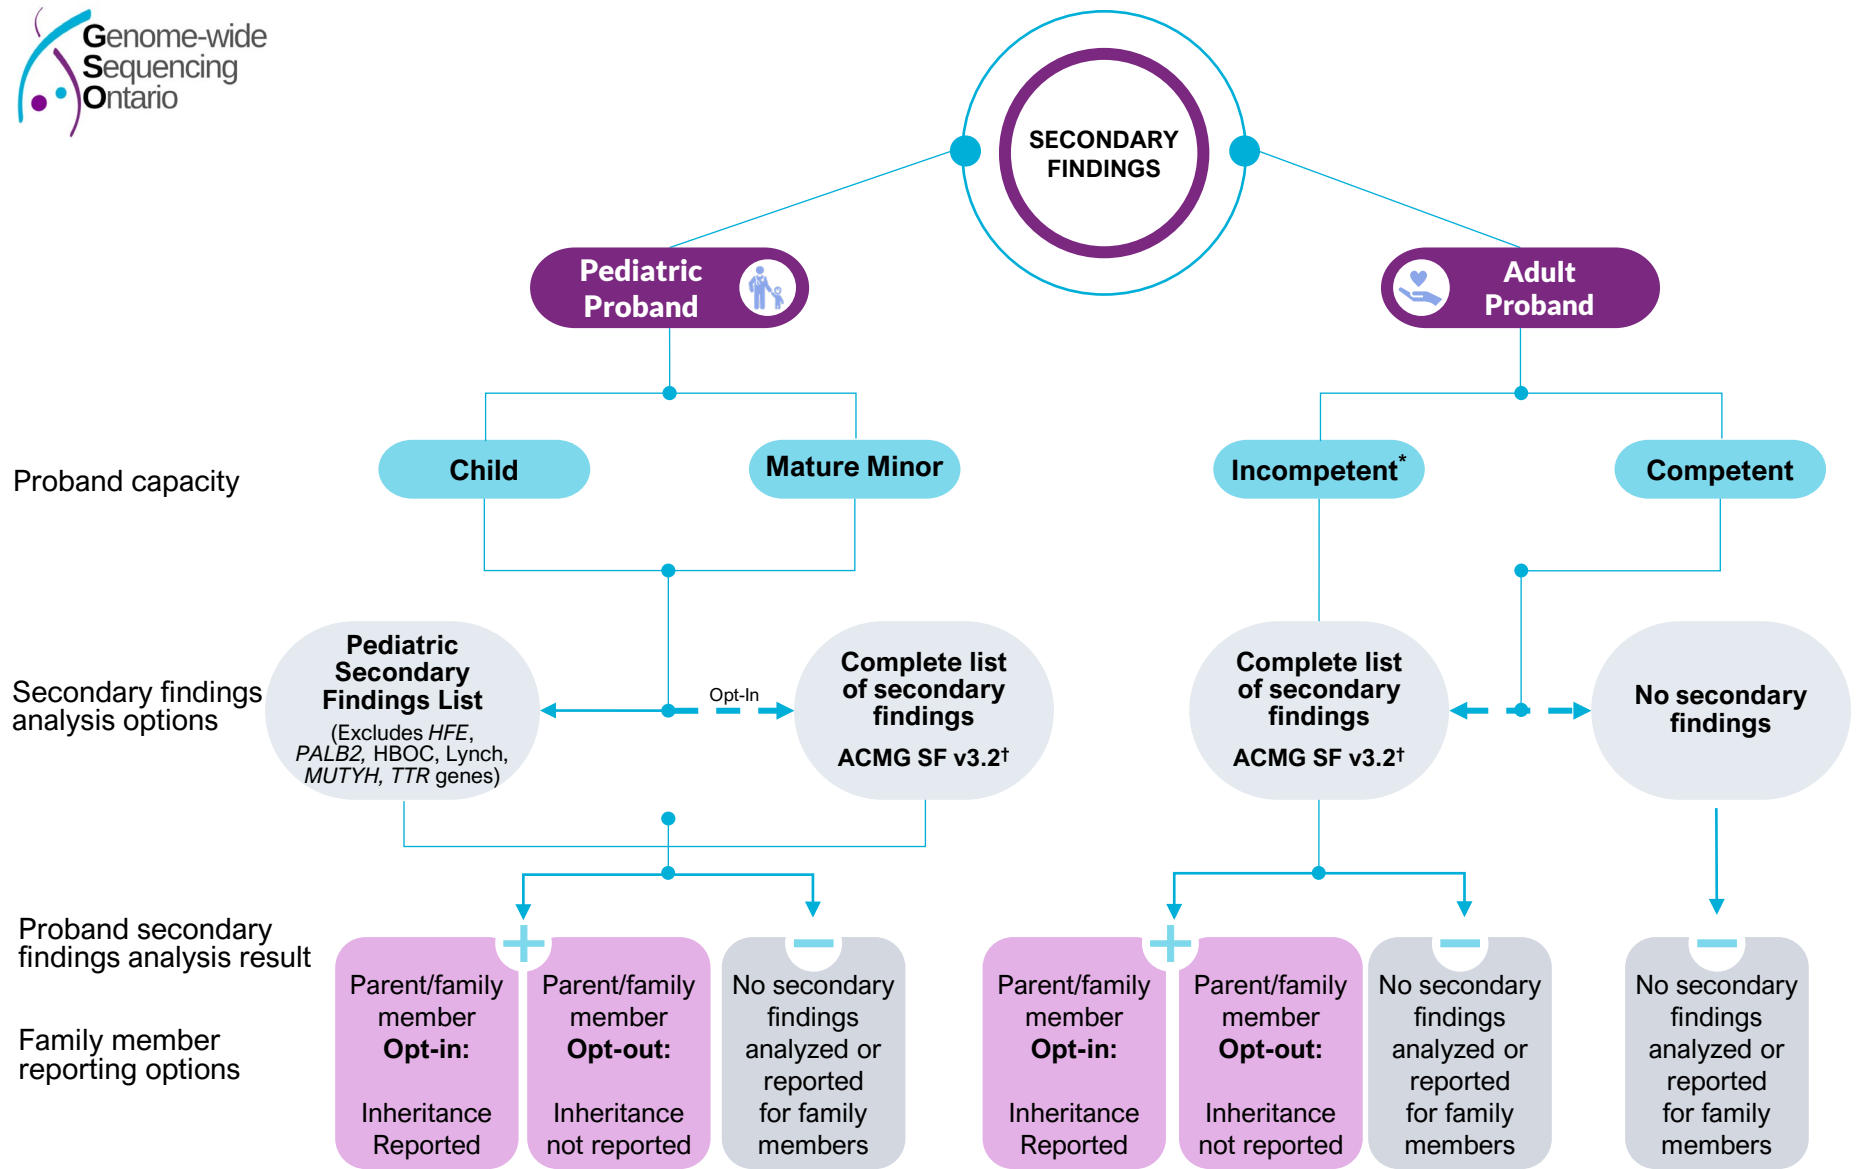 Genome-wide
Sequencing
Ontario
SECONDARY
FINDINGS
Pediatric
Proband
Adult
Proband
Proband capacity
Child
Mature Minor
Incompetent*
Competent
Secondary findings
analysis options
Pediatric
Secondary
Findings List
(Excludes HFE,
PALB2, HBOC, Lynch,
MUTYH, TTR genes)
Opt-In
Complete list
of secondary
findings
ACMG SF v3.2†
Complete list
of secondary
findings
ACMG SF v3.2†
No secondary
findings
Proband secondary
findings analysis result
Family member
reporting options
Parent/family
member
Opt-in:
Inheritance
Reported
Parent/family
member
Opt-out:
Inheritance
not reported
No secondary
findings
analyzed or
reported
for family
members
Parent/family
member
Opt-in:
Inheritance
Reported
Parent/family
member
Opt-out:
Inheritance
not reported
No secondary
findings
analyzed or
reported
for family
members
No secondary
findings
analyzed or
reported
for family
members